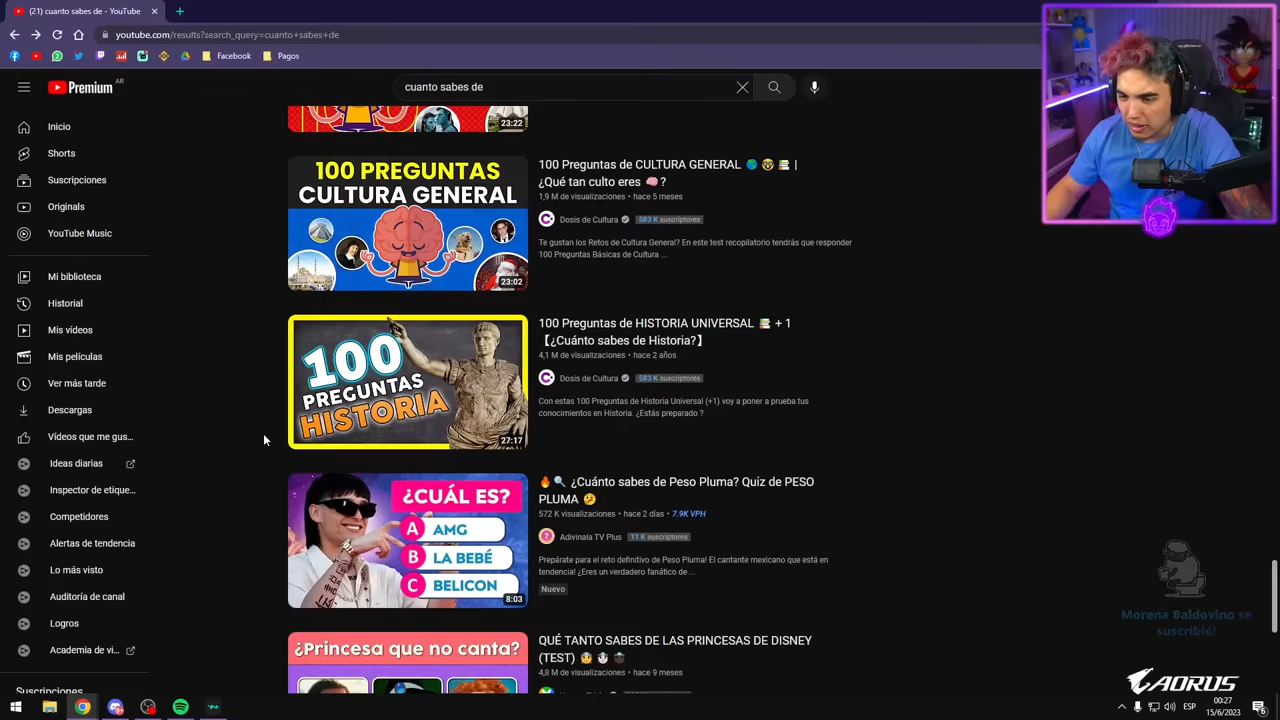 (21) cuanto sabes de - YouTube
youtube.com/results?search_query=cuanto+sabes+de
Facebook
Pagos
Premium
AR
cuanto sabes de
Inicio
Shorts
Suscripciones
Originals
YouTube Music
Mi biblioteca
Historial
Mis vídeos
Mis películas
Ver más tarde
Descargas
Vídeos que me gus...
Ideas diarias
Inspector de etique...
Competidores
Alertas de tendencia
Lo más visto
Auditoría de canal
Logros
Academia de vi...
Suscripciones
23:22
100 PREGUNTAS
CULTURA GENERAL
23:02
100 Preguntas de CULTURA GENERAL 🌎 🤓 📚 |
¿Qué tan culto eres 🧠?
1,9 M de visualizaciones • hace 5 meses
Dosis de Cultura
583 K suscriptores
Te gustan los Retos de Cultura General? En este test recopilatorio tendrás que responder
100 Preguntas Básicas de Cultura ...
100
PREGUNTAS
HISTORIA
27:17
100 Preguntas de HISTORIA UNIVERSAL 📚 + 1
【¿Cuánto sabes de Historia?】
4,1 M de visualizaciones • hace 2 años
Dosis de Cultura
583 K suscriptores
Con estas 100 Preguntas de Historia Universal (+1) voy a poner a prueba tus
conocimientos en Historia. ¿Estás preparado ?
¿CUÁL ES?
A AMG
B LA BEBÉ
C BELICON
8:03
🔥🔍 ¿Cuánto sabes de Peso Pluma? Quiz de PESO
PLUMA 🤔
572 K visualizaciones • hace 2 días • 7.9K VPH
Adivinala TV Plus
11 K suscriptores
Prepárate para el reto definitivo de Peso Pluma! El cantante mexicano que está en
tendencia! ¿Eres un verdadero fanático de ...
Nuevo
¿Princesa que no canta?
QUÉ TANTO SABES DE LAS PRINCESAS DE DISNEY
(TEST)
4,8 M de visualizaciones • hace 9 meses
Morena Baldovino se
suscribió!
AORUS
ESP
00:27
15/6/2023
6